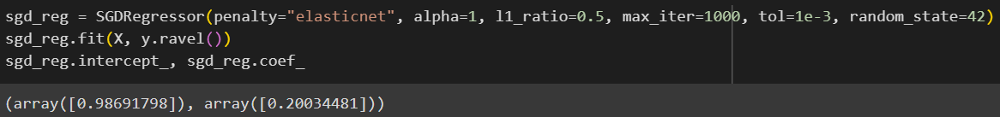 sgd_reg = SGDRegressor(penalty="elasticnet", alpha=1, l1_ratio=0.5, max_iter=1000, tol=1e-3, random_state=42)
sgd_reg.fit(X, y.ravel())
sgd_reg.intercept_, sgd_reg.coef_
(array([0.98691798]), array([0.20034481]))